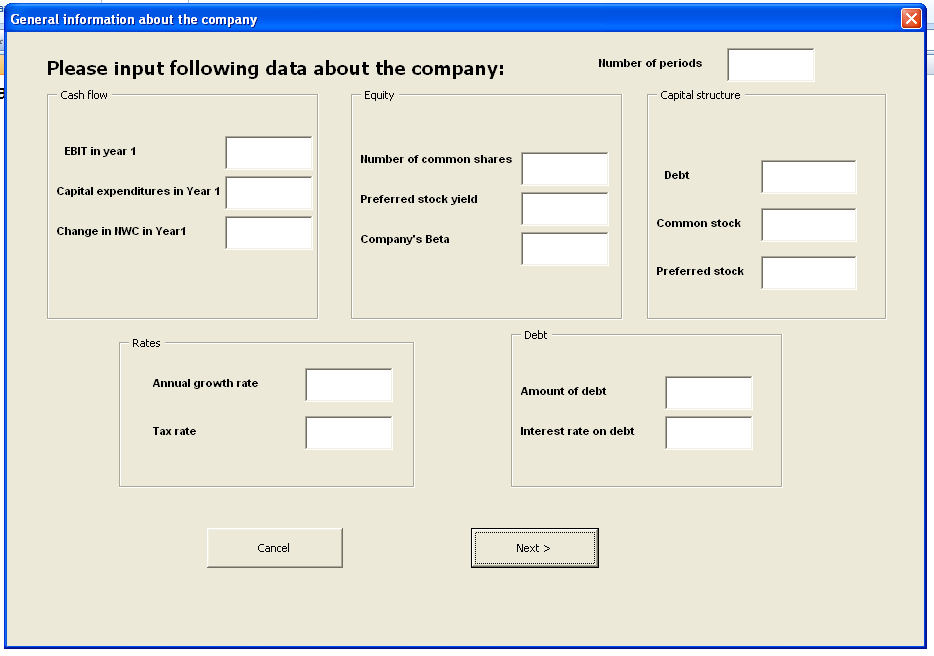 General information about the company
Please input following data about the company:
Number of periods
Cash flow
EBIT in year 1
Capital expenditures in Year 1
Change in NWC in Year1
Equity
Number of common shares
Preferred stock yield
Company's Beta
Capital structure
Debt
Common stock
Preferred stock
Rates
Annual growth rate
Tax rate
Debt
Amount of debt
Interest rate on debt
Cancel
Next >